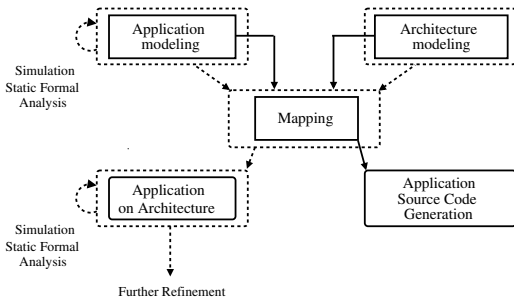 Application
modeling
Architecture
modeling
Simulation
Static Formal
Analysis
Mapping
Application
on Architecture
Application
Source Code
Generation
Simulation
Static Formal
Analysis
Further Refinement